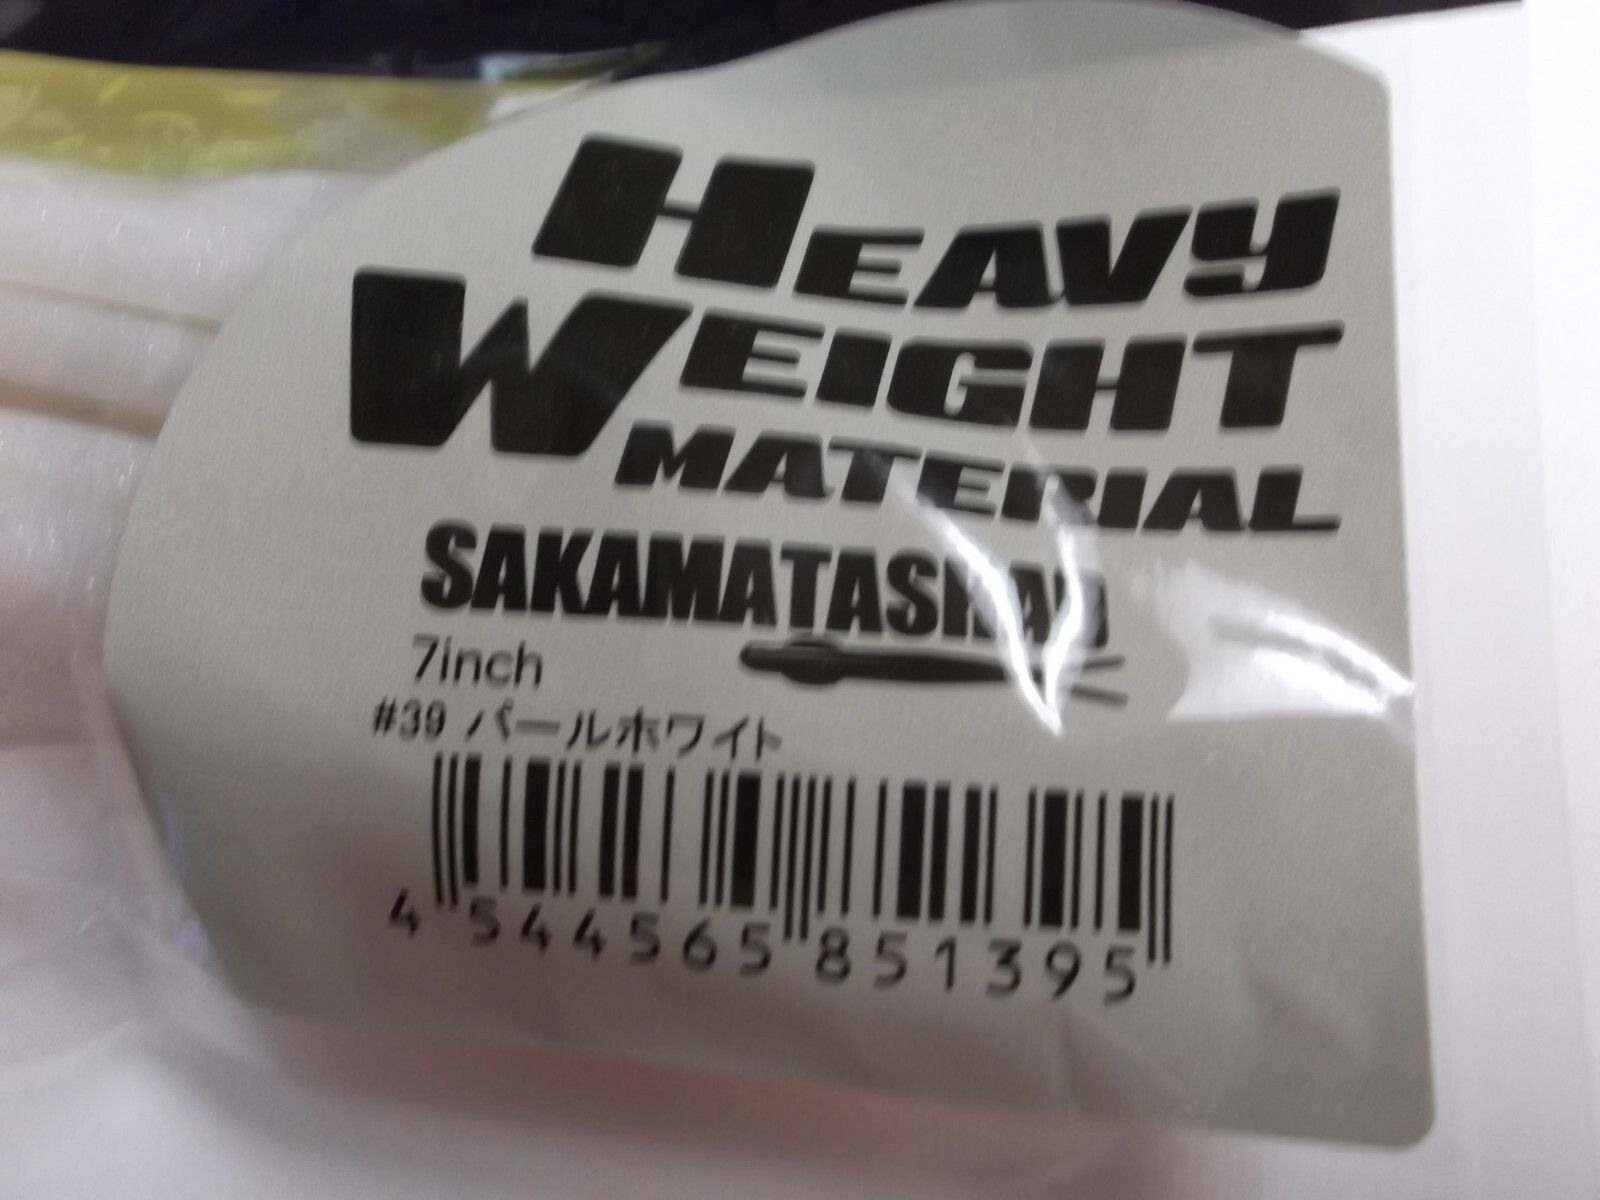 HEAVY
WEIGHT
MATERIAL
SAKAMATASHAD
7inch
#39 パールホワイト
4 544565 851395